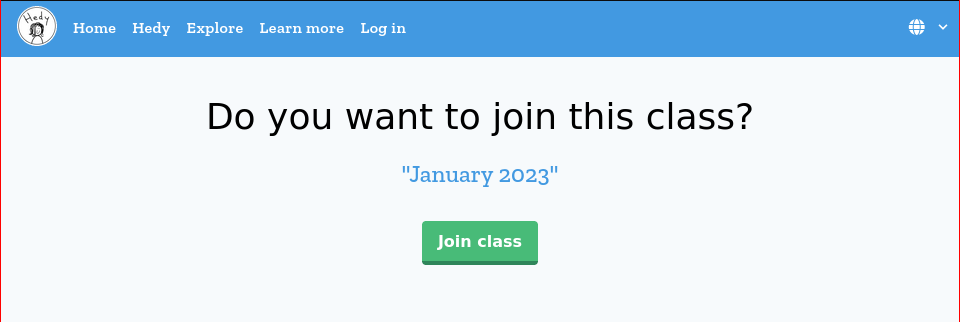 Hedy
Home Hedy Explore Learn more Log in
Do you want to join this class?
"January 2023"
Join class